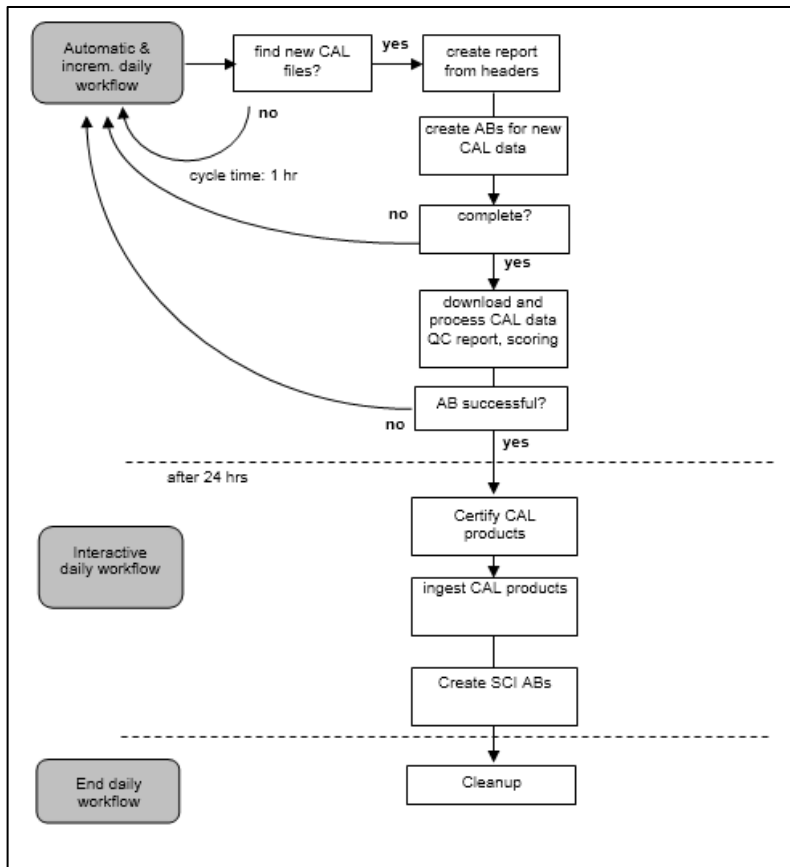 Automatic &
increm. daily
workflow
find new CAL
files?
yes
create report
from headers
no
cycle time: 1 hr
create ABs for new
CAL data
no
complete?
yes
download and
process CAL data
QC report, scoring
AB successful?
no
yes
after 24 hrs
Certify CAL
products
Interactive
daily workflow
ingest CAL products
Create SCI ABs
End daily
workflow
Cleanup